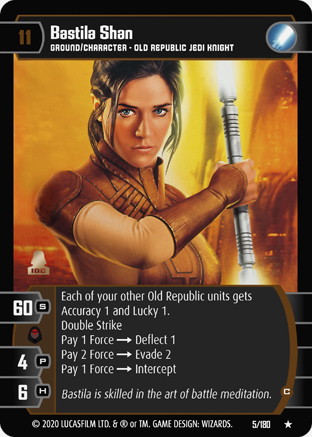 11
Bastila Shan
GROUND/CHARACTER - OLD REPUBLIC JEDI KNIGHT
IDC
60 S
4 P
6 H
Each of your other Old Republic units gets
Accuracy 1 and Lucky 1.
Double Strike
Pay 1 Force → Deflect 1
Pay 2 Force → Evade 2
Pay 1 Force → Intercept
Bastila is skilled in the art of battle meditation.
C
© 2020 LUCASFILM LTD. & ® or TM. GAME DESIGN: WIZARDS. 5/180 ★